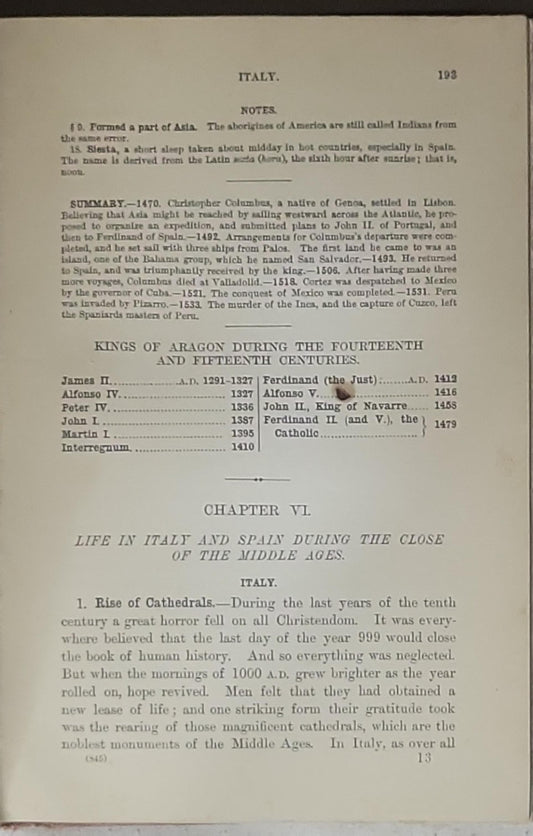 ITALY. 193
NOTES.
§ 9. Formed a part of Asia. The aborigines of America are still called Indians from
the same error.
18. Siesta, a short sleep taken about midday in hot countries, especially in Spain.
The name is derived from the Latin sexta (hora), the sixth hour after sunrise; that is,
noon.
SUMMARY.—1470. Christopher Columbus, a native of Genoa, settled in Lisbon.
Believing that Asia might be reached by sailing westward across the Atlantic, he pro-
posed to organize an expedition, and submitted plans to John II. of Portugal, and
then to Ferdinand of Spain.—1492. Arrangements for Columbus's departure were com-
pleted, and he set sail with three ships from Palos. The first land he came to was an
island, one of the Bahama group, which he named San Salvador.—1493. He returned
to Spain, and was triumphantly received by the king.—1506. After having made three
more voyages, Columbus died at Valladolid.—1518. Cortez was despatched to Mexico
by the governor of Cuba.—1521. The conquest of Mexico was completed.—1531. Peru
was invaded by Pizarro.—1533. The murder of the Inca, and the capture of Cuzco, left
the Spaniards masters of Peru.
KINGS OF ARAGON DURING THE FOURTEENTH
AND FIFTEENTH CENTURIES.
James II. A.D. 1291-1327
Alfonso IV. 1327
Peter IV. 1336
John I. 1387
Martin I. 1395
Interregnum. 1410
Ferdinand (the Just) A.D. 1412
Alfonso V. 1416
John II., King of Navarre 1458
Ferdinand II. (and V.), the
Catholic 1479
CHAPTER VI.
LIFE IN ITALY AND SPAIN DURING THE CLOSE
OF THE MIDDLE AGES.
ITALY.
1. Rise of Cathedrals.—During the last years of the tenth
century a great horror fell on all Christendom. It was every-
where believed that the last day of the year 999 would close
the book of human history. And so everything was neglected.
But when the mornings of 1000 A.D. grew brighter as the year
rolled on, hope revived. Men felt that they had obtained a
new lease of life; and one striking form their gratitude took
was the rearing of those magnificent cathedrals, which are the
noblest monuments of the Middle Ages. In Italy, as over all
(845) 13